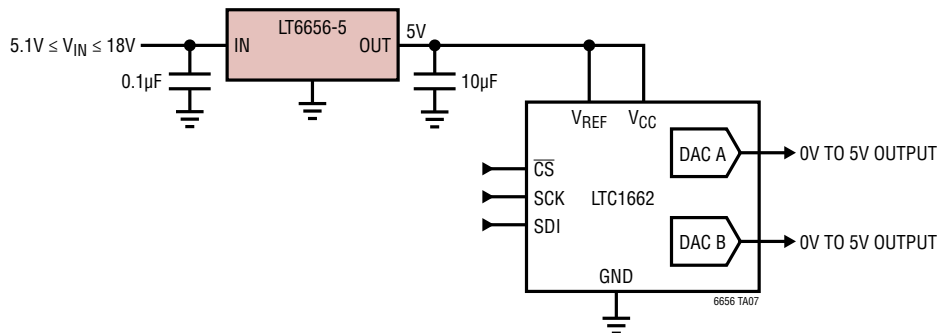 LT6656-5
5.1V ≤ VIN ≤ 18V
IN
OUT
5V
0.1µF
10µF
VREF
VCC
DAC A
0V TO 5V OUTPUT
CS
SCK
LTC1662
SDI
DAC B
0V TO 5V OUTPUT
GND
6656 TA07